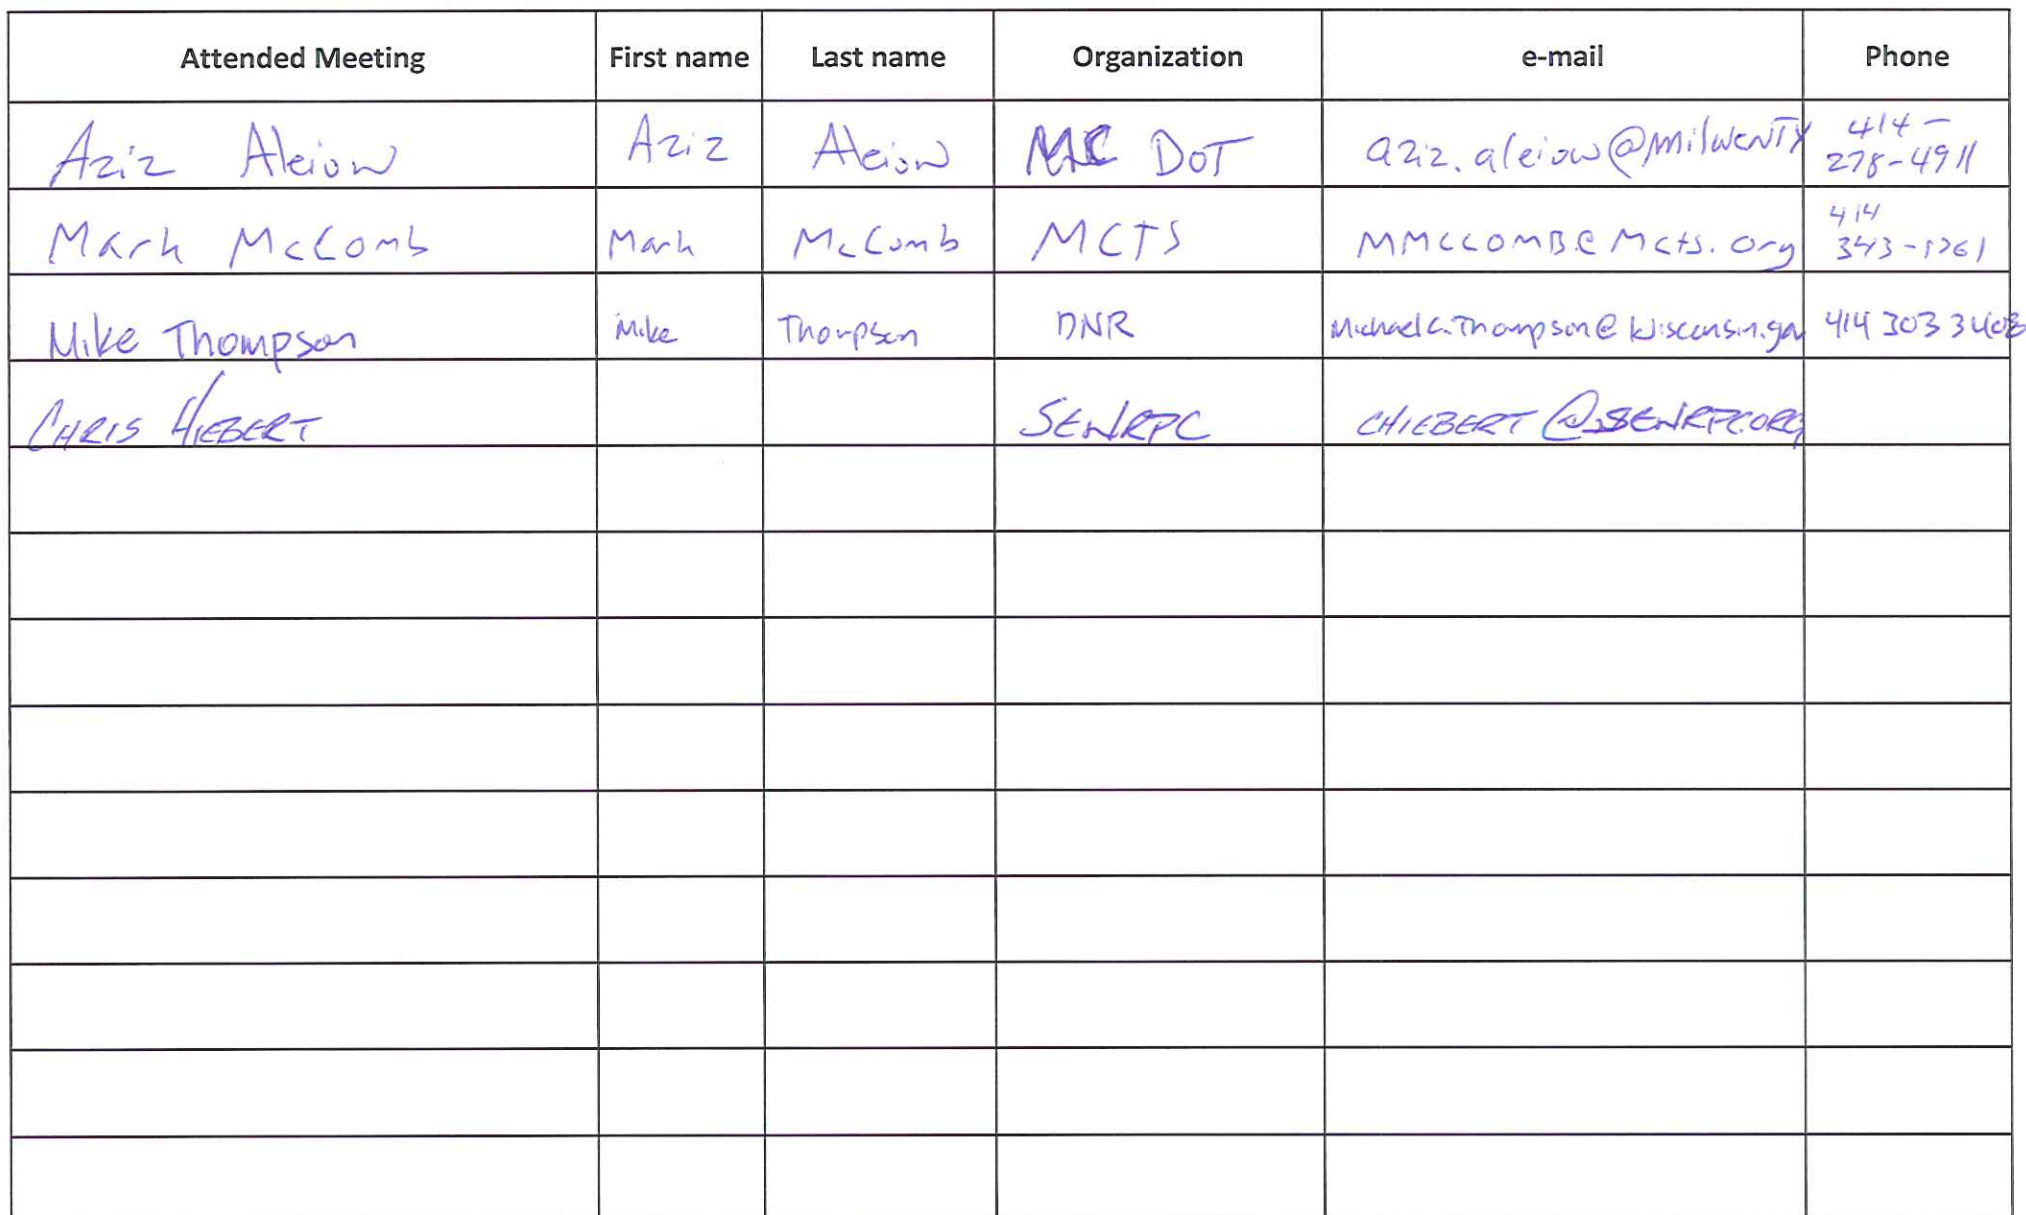 Attended Meeting First name Last name Organization e-mail Phone
Aziz Aleiow Aziz Aleiow MC DOT aziz.aleiow@milwcnty 414-
278-4911
Mark McComb Mark McComb MCTS MMCCOMB@mcts.org 414
343-1761
Mike Thompson Mike Thompson DNR Michaelc.Thompson@wisconsin.gov 414 303 3408
CHRIS HIEBERT SEWRPC CHIEBERT@SEWRPC.ORG